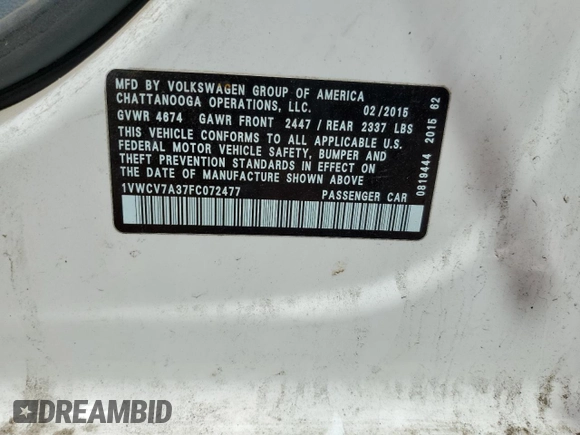 MFD BY VOLKSWAGEN GROUP OF AMERICA
CHATTANOOGA OPERATIONS, LLC. 02/2015
GVWR 4674 GAWR FRONT 2447 / REAR 2337 LBS
THIS VEHICLE CONFORMS TO ALL APPLICABLE U.S.
FEDERAL MOTOR VEHICLE SAFETY, BUMPER AND
THEFT PREVENTION STANDARDS IN EFFECT ON
THE DATE OF MANUFACTURE SHOWN ABOVE
1VWCV7A37FC072477 PASSENGER CAR
0819444 2015 62
DREAMBID